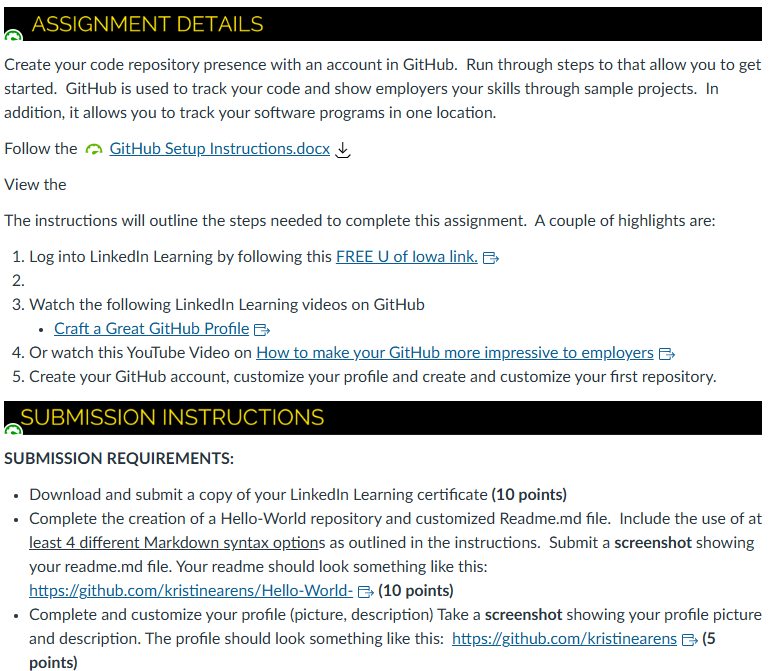 ASSIGNMENT DETAILS
Create your code repository presence with an account in GitHub.  Run through steps to that allow you to get
started.  GitHub is used to track your code and show employers your skills through sample projects.  In
addition, it allows you to track your software programs in one location.
Follow the GitHub Setup Instructions.docx
View the
The instructions will outline the steps needed to complete this assignment.  A couple of highlights are:
1. Log into LinkedIn Learning by following this FREE U of Iowa link.
2.
3. Watch the following LinkedIn Learning videos on GitHub
• Craft a Great GitHub Profile
4. Or watch this YouTube Video on How to make your GitHub more impressive to employers
5. Create your GitHub account, customize your profile and create and customize your first repository.
SUBMISSION INSTRUCTIONS
SUBMISSION REQUIREMENTS:
• Download and submit a copy of your LinkedIn Learning certificate (10 points)
• Complete the creation of a Hello-World repository and customized Readme.md file.  Include the use of at
least 4 different Markdown syntax options as outlined in the instructions.  Submit a screenshot showing
your readme.md file. Your readme should look something like this:
https://github.com/kristinearens/Hello-World- (10 points)
• Complete and customize your profile (picture, description) Take a screenshot showing your profile picture
and description. The profile should look something like this:  https://github.com/kristinearens (5
points)